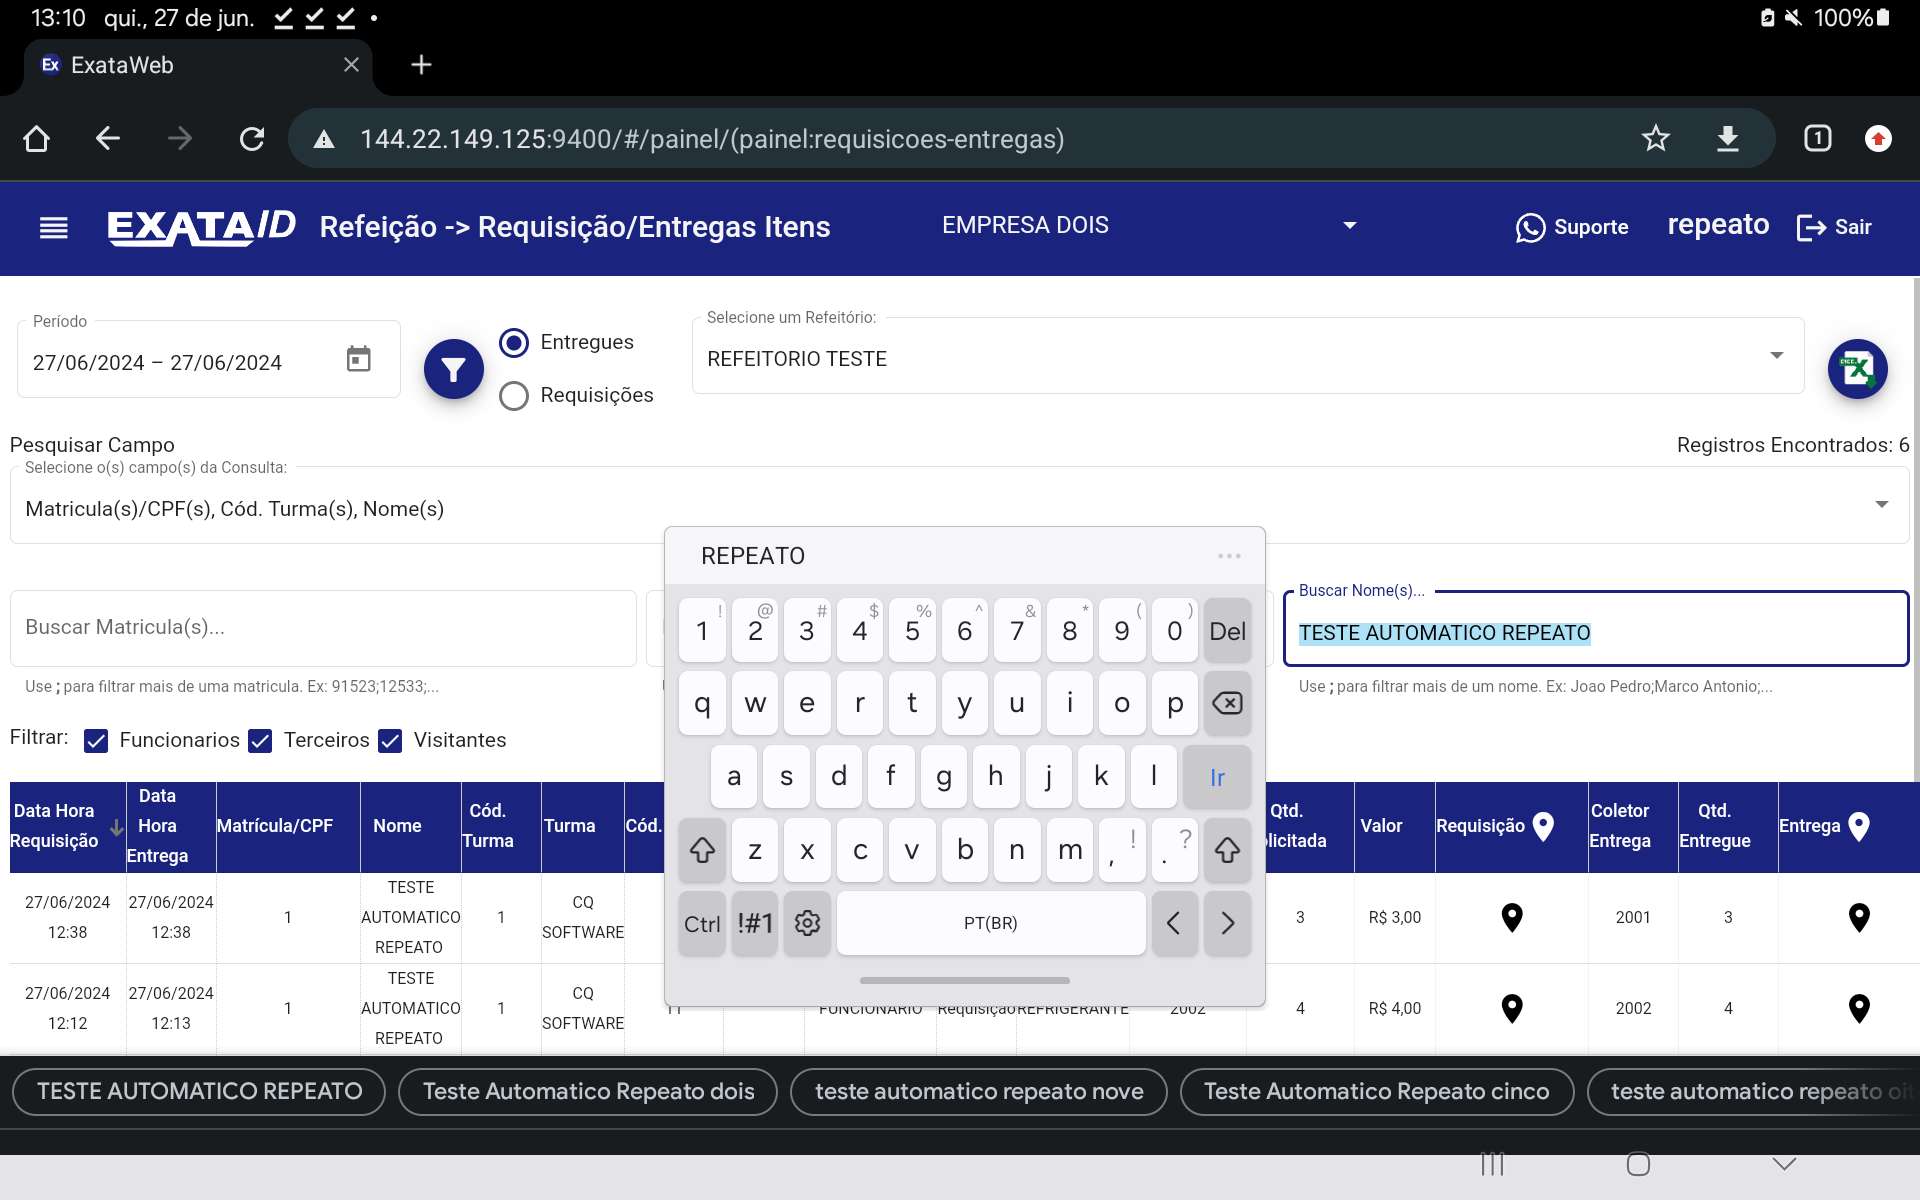 13:10 qui., 27 de jun. 100%
Ex ExataWeb
144.22.149.125:9400/#/painel/(painel:requisicoes-entregas) 1
EXATA/ID Refeição -> Requisição/Entregas Itens EMPRESA DOIS Suporte repeato Sair
Período
27/06/2024 – 27/06/2024
Entregues
Requisições
Selecione um Refeitório:
REFEITORIO TESTE
Pesquisar Campo
Registros Encontrados: 6
Selecione o(s) campo(s) da Consulta:
Matricula(s)/CPF(s), Cód. Turma(s), Nome(s)
Buscar Matricula(s)...
Use ; para filtrar mais de uma matricula. Ex: 91523;12533;...
Buscar Nome(s)...
TESTE AUTOMATICO REPEATO
Use ; para filtrar mais de um nome. Ex: Joao Pedro;Marco Antonio;...
Filtrar: Funcionarios Terceiros Visitantes
REPEATO
! @ # $ % ^ & * ( )
1 2 3 4 5 6 7 8 9 0 Del
q w e r t y u i o p
a s d f g h j k l Ir
z x c v b n m , ! . ?
Ctrl !#1 PT(BR) < >
Data Hora Requisição
Data Hora Entrega
Matrícula/CPF
Nome
Cód. Turma
Turma
Cód.
Qtd.
licitada
Valor
Requisição
Coletor Entrega
Qtd. Entregue
Entrega
27/06/2024 12:38
27/06/2024 12:38
1
TESTE AUTOMATICO REPEATO
1
CQ SOFTWARE
3
R$ 3,00
2001
3
27/06/2024 12:12
27/06/2024 12:13
1
TESTE AUTOMATICO REPEATO
1
CQ SOFTWARE
11
FUNCIONARIO
Requisição
REFRIGERANTE
2002
4
R$ 4,00
2002
4
TESTE AUTOMATICO REPEATO
Teste Automatico Repeato dois
teste automatico repeato nove
Teste Automatico Repeato cinco
teste automatico repeato oit